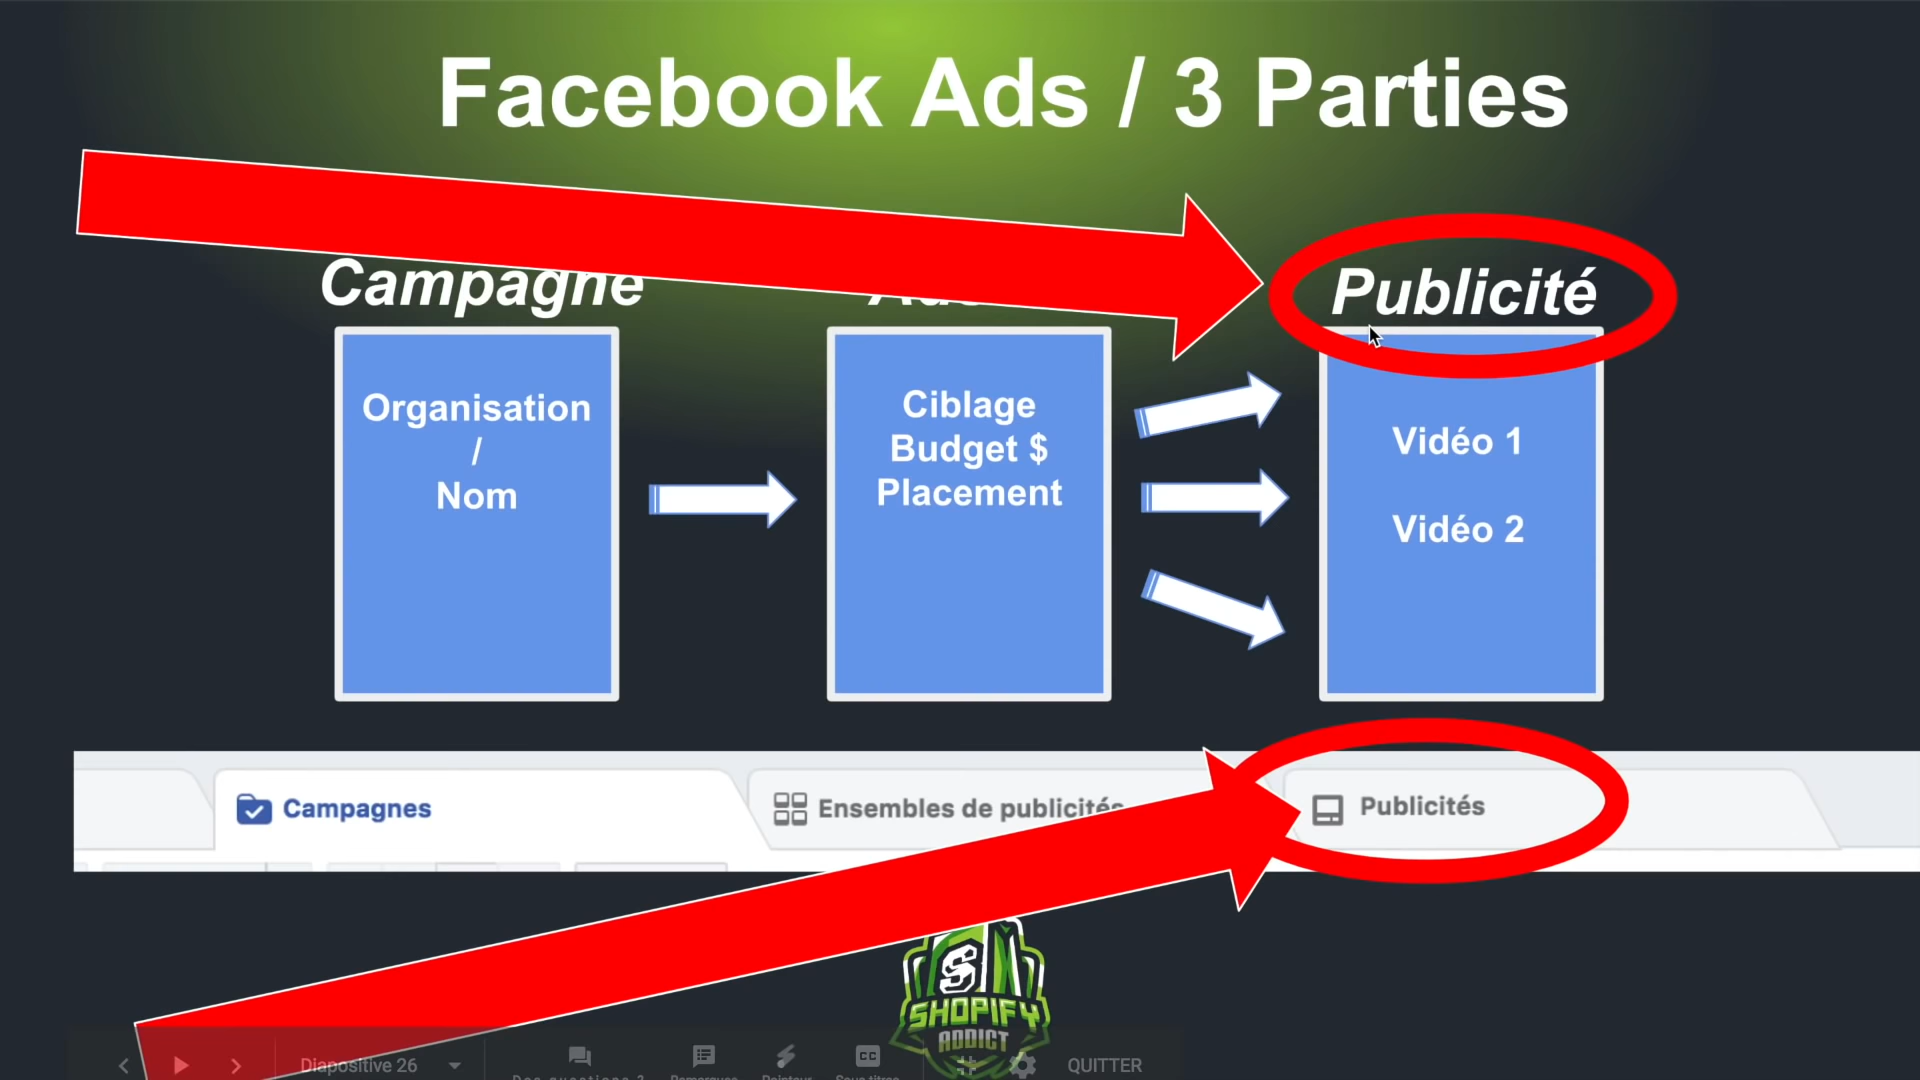 Facebook Ads / 3 Parties
Campagne
Publicité
Organisation
/
Nom
Ciblage
Budget $
Placement
Vidéo 1
Vidéo 2
Campagnes
Ensembles de publicités
Publicités
S
SHOPIFY
ADDICT
Diapositive 26
CC
QUITTER